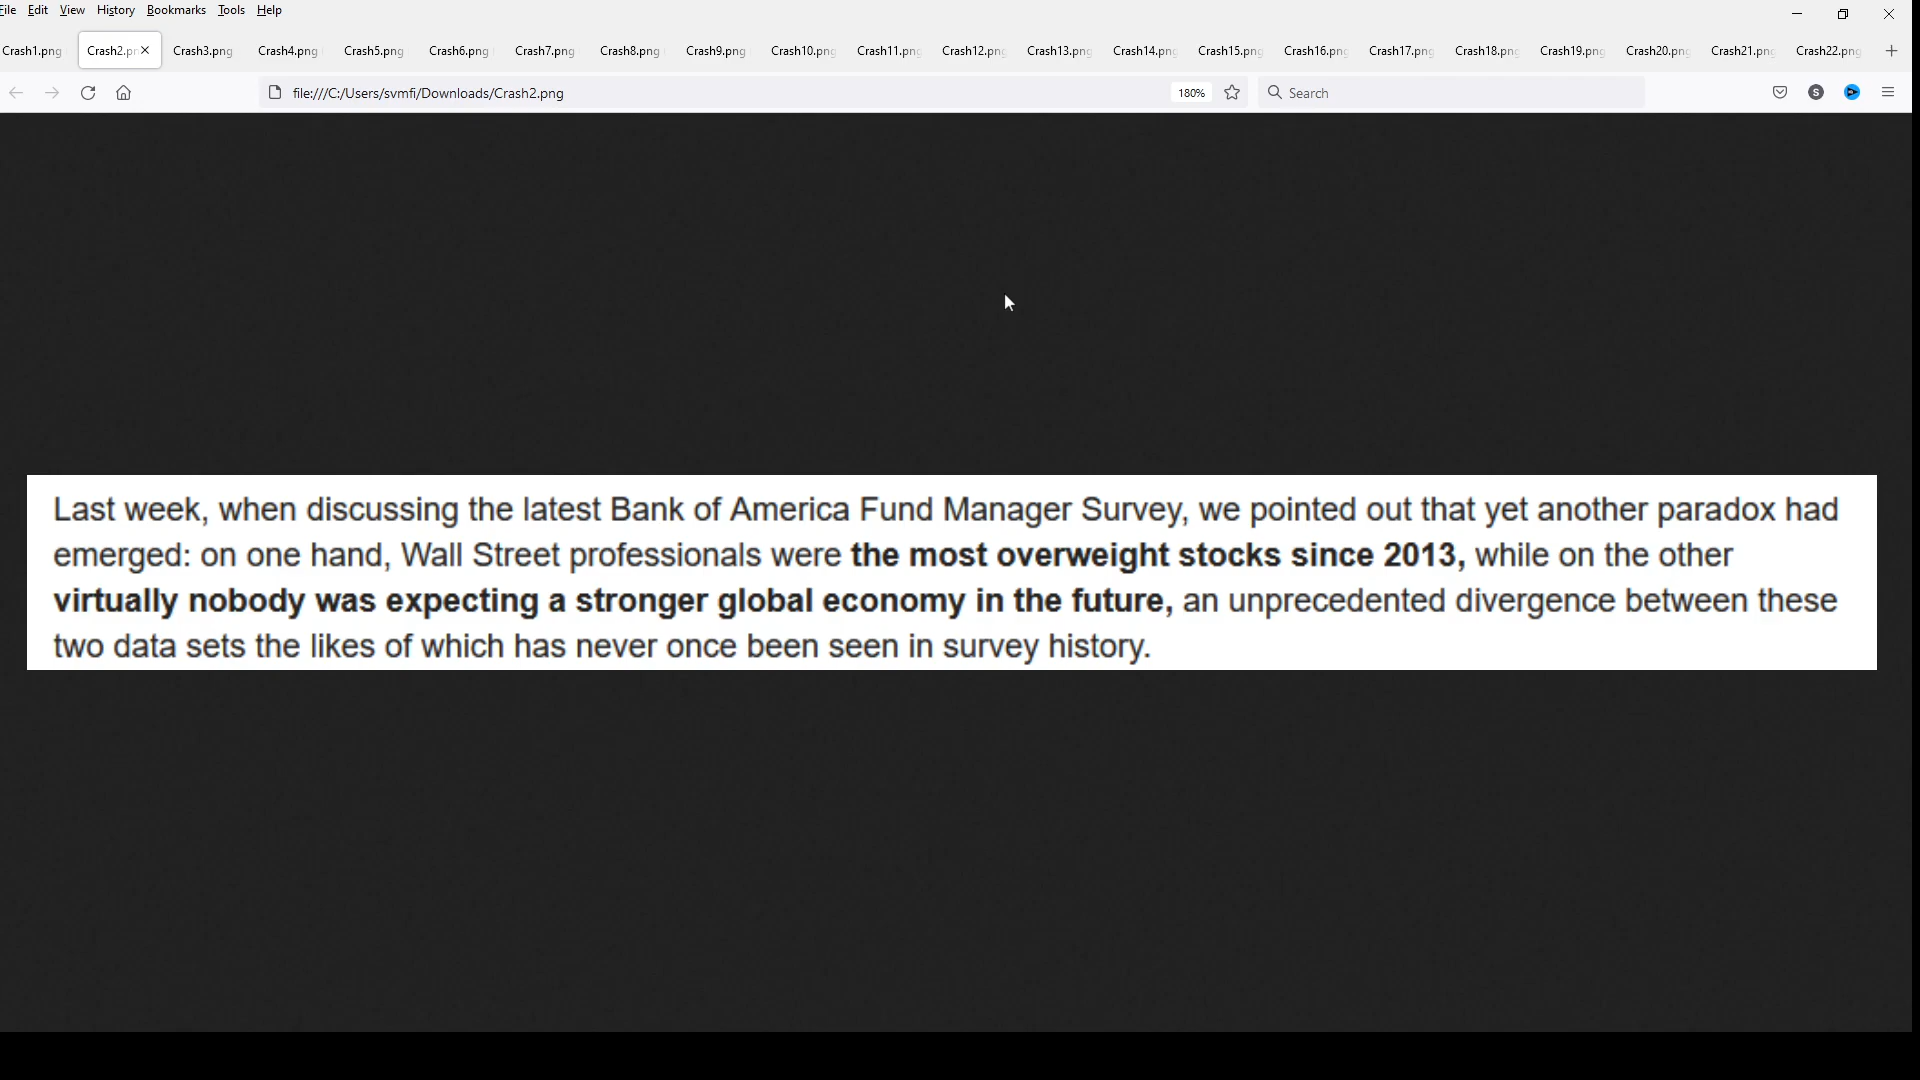 File Edit View History Bookmarks Tools Help
Crash1.png Crash2.pn Crash3.png Crash4.png Crash5.png Crash6.png Crash7.png Crash8.png Crash9.png Crash10.png Crash11.png Crash12.png Crash13.png Crash14.png Crash15.png Crash16.png Crash17.png Crash18.png Crash19.png Crash20.png Crash21.png Crash22.png
file:///C:/Users/svmfi/Downloads/Crash2.png 180% Search S
Last week, when discussing the latest Bank of America Fund Manager Survey, we pointed out that yet another paradox had
emerged: on one hand, Wall Street professionals were the most overweight stocks since 2013, while on the other
virtually nobody was expecting a stronger global economy in the future, an unprecedented divergence between these
two data sets the likes of which has never once been seen in survey history.